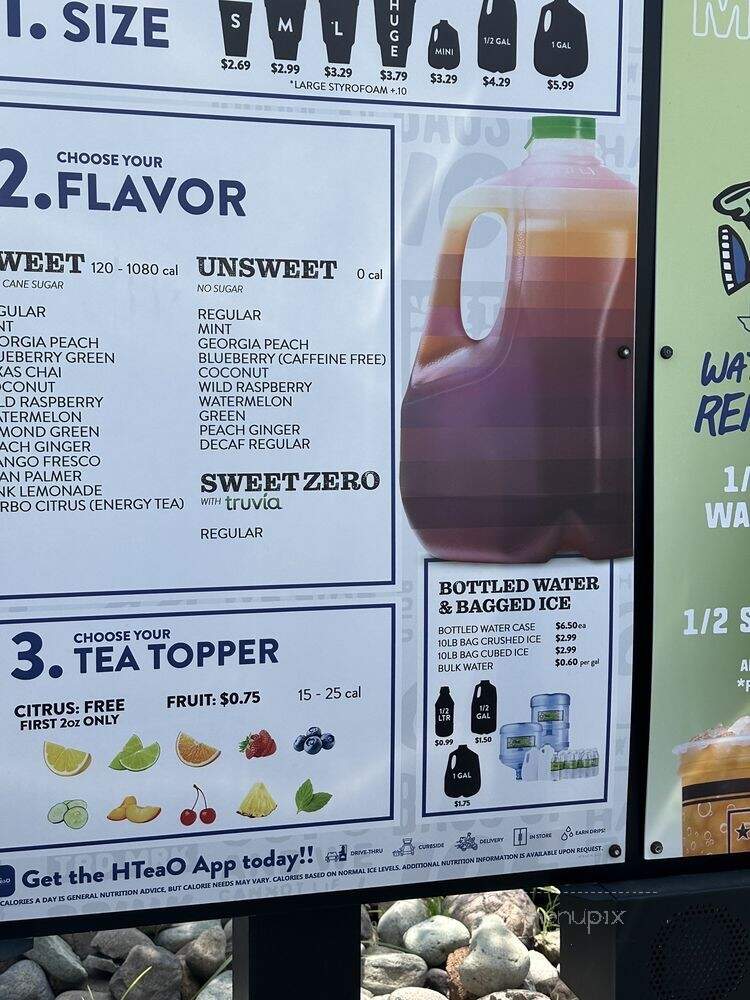 1. SIZE
S M L HUGE MINI 1/2 GAL 1 GAL
$2.69 $2.99 $3.29 $3.79 $3.29 $4.29 $5.99
*LARGE STYROFOAM +.10
2. CHOOSE YOUR
FLAVOR
WEET 120 - 1080 cal
CANE SUGAR
GULAR
NT
ORGIA PEACH
UEBERRY GREEN
XAS CHAI
OCONUT
LD RASPBERRY
ATERMELON
MOND GREEN
ACH GINGER
ANGO FRESCO
AN PALMER
NK LEMONADE
RBO CITRUS (ENERGY TEA)
UNSWEET 0 cal
NO SUGAR
REGULAR
MINT
GEORGIA PEACH
BLUEBERRY (CAFFEINE FREE)
COCONUT
WILD RASPBERRY
WATERMELON
GREEN
PEACH GINGER
DECAF REGULAR
SWEET ZERO
WITH truvia
REGULAR
3. CHOOSE YOUR
TEA TOPPER
CITRUS: FREE
FIRST 2oz ONLY
FRUIT: $0.75
15 - 25 cal
BOTTLED WATER
& BAGGED ICE
BOTTLED WATER CASE $6.50ea
10LB BAG CRUSHED ICE $2.99
10LB BAG CUBED ICE $2.99
BULK WATER $0.60 per gal
1/2 LTR
$0.99
1/2 GAL
$1.50
1 GAL
$1.75
Get the HTeaO App today!!
DRIVE-THRU CURBSIDE DELIVERY IN STORE EARN DRIPS!
CALORIES A DAY IS GENERAL NUTRITION ADVICE, BUT CALORIE NEEDS MAY VARY. CALORIES BASED ON NORMAL ICE LEVELS. ADDITIONAL NUTRITION INFORMATION IS AVAILABLE UPON REQUEST.
WA
RE
1/
WA
1/2 S
menupix